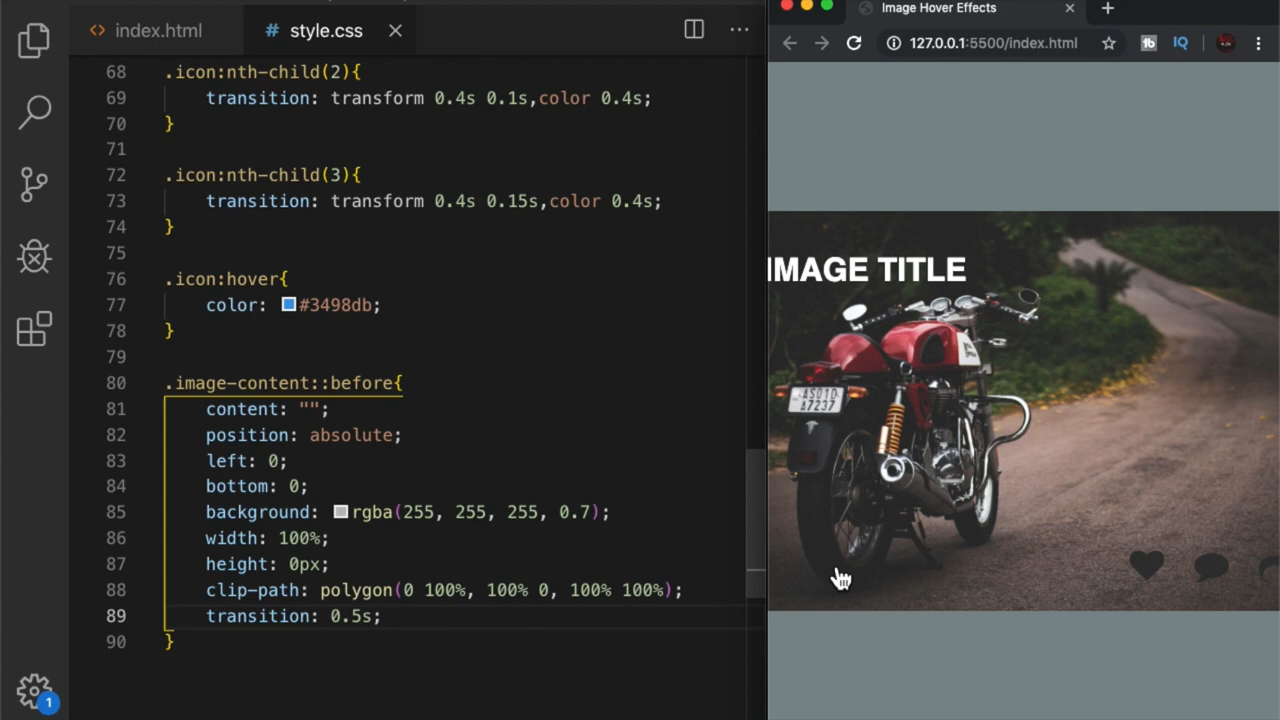 index.html
style.css
68 .icon:nth-child(2){
69 transition: transform 0.4s 0.1s,color 0.4s;
70 }
71
72 .icon:nth-child(3){
73 transition: transform 0.4s 0.15s,color 0.4s;
74 }
75
76 .icon:hover{
77 color: #3498db;
78 }
79
80 .image-content::before{
81 content: "";
82 position: absolute;
83 left: 0;
84 bottom: 0;
85 background: rgba(255, 255, 255, 0.7);
86 width: 100%;
87 height: 0px;
88 clip-path: polygon(0 100%, 100% 0, 100% 100%);
89 transition: 0.5s;
90 }
1
Image Hover Effects
127.0.0.1:5500/index.html
tb
IQ
IMAGE TITLE
AS01D
A7237